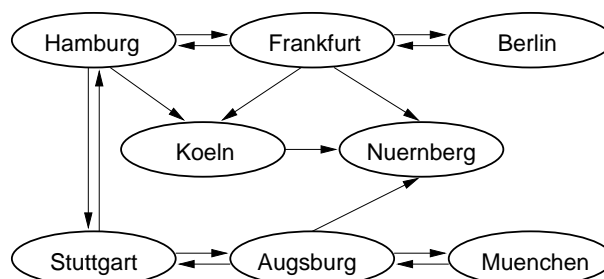 Hamburg
Frankfurt
Berlin
Koeln
Nuernberg
Stuttgart
Augsburg
Muenchen